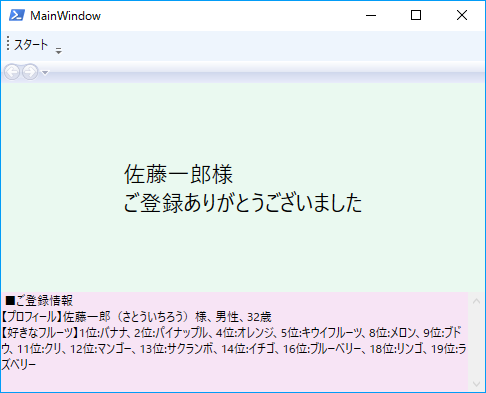 MainWindow
スタート
佐藤一郎様
ご登録ありがとうございました
■ご登録情報
【プロフィール】佐藤一郎（さとういちろう）様、男性、32歳
【好きなフルーツ】1位:バナナ、2位:パイナップル、4位:オレンジ、5位:キウイフルーツ、8位:メロン、9位:ブド
ウ、11位:クリ、12位:マンゴー、13位:サクランボ、14位:イチゴ、16位:ブルーベリー、18位:リンゴ、19位:ラ
ズベリー